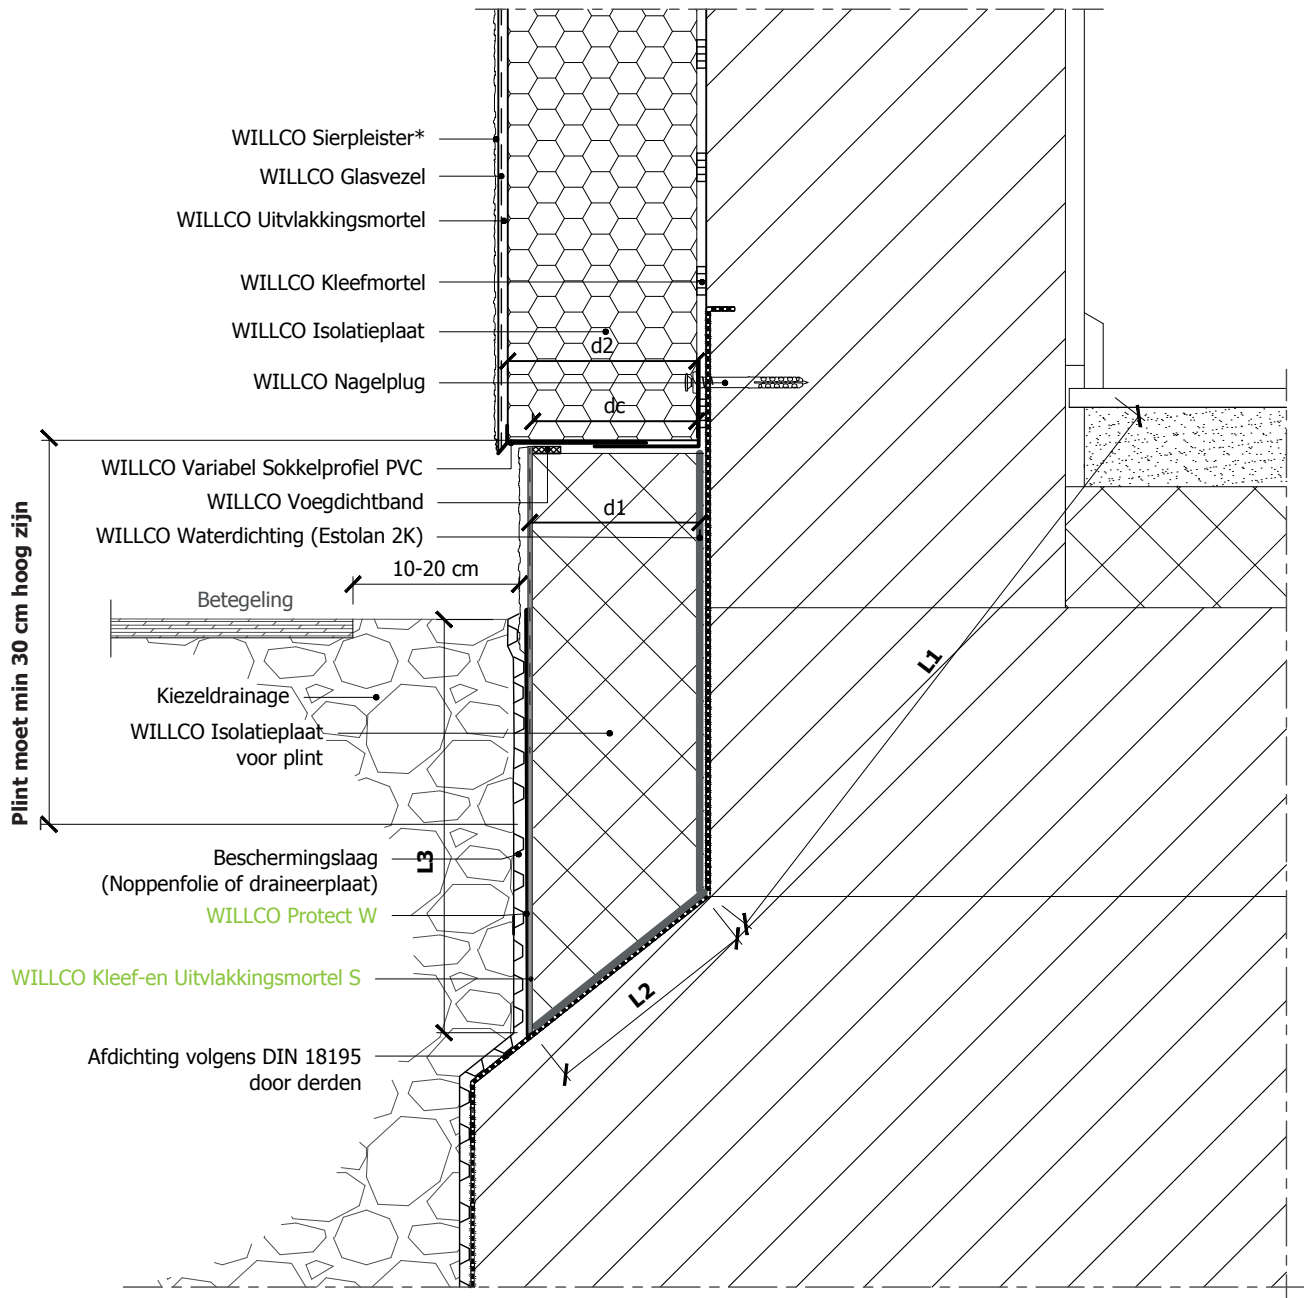 WILLCO Sierpleister*
WILLCO Glasvezel
WILLCO Uitvlakkingsmortel
WILLCO Kleefmortel
WILLCO Isolatieplaat
d2
WILLCO Nagelplug
dc
WILLCO Variabel Sokkelprofiel PVC
WILLCO Voegdichtband
d1
WILLCO Waterdichting (Estolan 2K)
10-20 cm
Betegeling
Plint moet min 30 cm hoog zijn
L1
Kiezeldrainage
WILLCO Isolatieplaat
voor plint
Beschermingslaag
(Noppenfolie of draineerplaat)
L3
WILLCO Protect W
WILLCO Kleef-en Uitvlakkingsmortel S
L2
Afdichting volgens DIN 18195
door derden